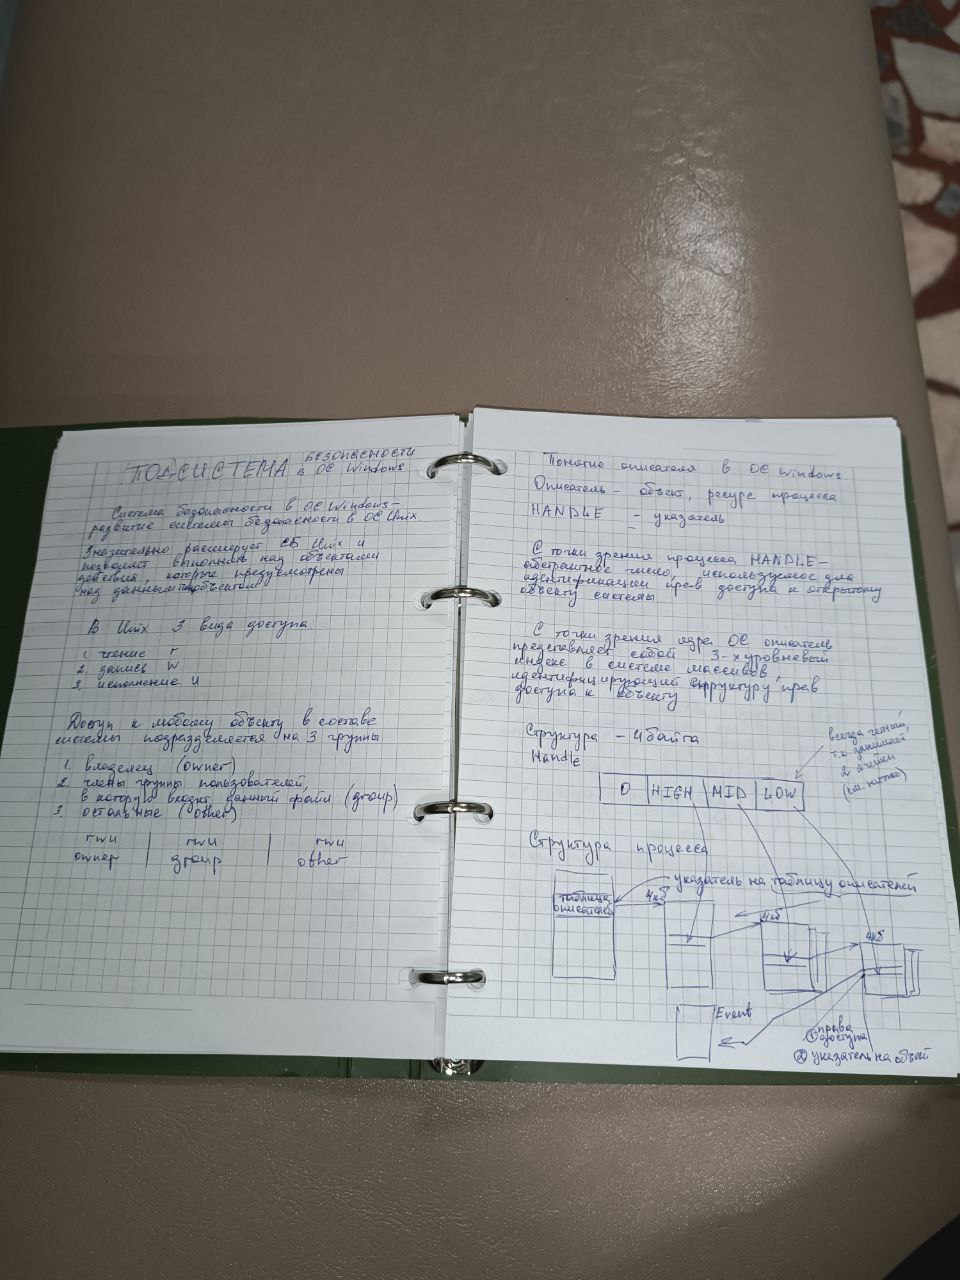 ПОДСИСТЕМА БЕЗОПАСНОСТИ
в ОС Windows
Система безопасности в ОС Windows –
развитие системы безопасности в ОС Unix
Значительно расширяет СБ Unix и
позволяет выполнять над объектами
действия, которые предусмотрены
над данным объектом
В Unix 3 вида доступа
1. чтение r
2. запись w
3. исполнение u
Доступ к любому объекту в составе
системы подразделяется на 3 группы
1. владелец (owner)
2. члены группы пользователей,
в которую входит данный файл (group)
3. остальные (other)
rwu | rwu | rwu
owner group other
Понятие описателя в ОС Windows.
Описатель – объект, ресурс процесса
HANDLE – указатель
С точки зрения процесса HANDLE –
абстрактное число, используемое для
идентификации прав доступа к открытому
объекту системы
С точки зрения ядра ОС описатель
представляет собой 3-х уровневый
индекс в системе массивов,
идентифицирующий структуру прав
доступа к объекту
Структура – 4 байта
Handle
всегда четный,
т.к. занимает
2 ячейки
(см. ниже)
0 HIGH MID LOW
Структура процесса
указатель на таблицу описателей
таблица
описателей
4кб
4кб
4кб
Event
① права
доступа
② указатель на объект